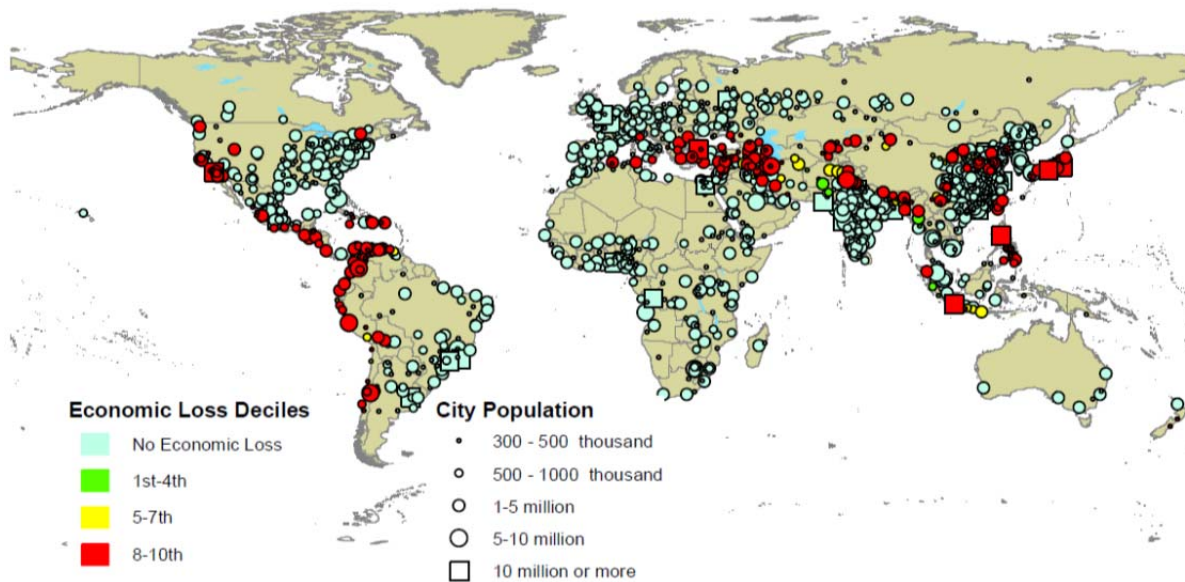 Economic Loss Deciles
No Economic Loss
1st-4th
5-7th
8-10th
City Population
300 - 500 thousand
500 - 1000 thousand
1-5 million
5-10 million
10 million or more